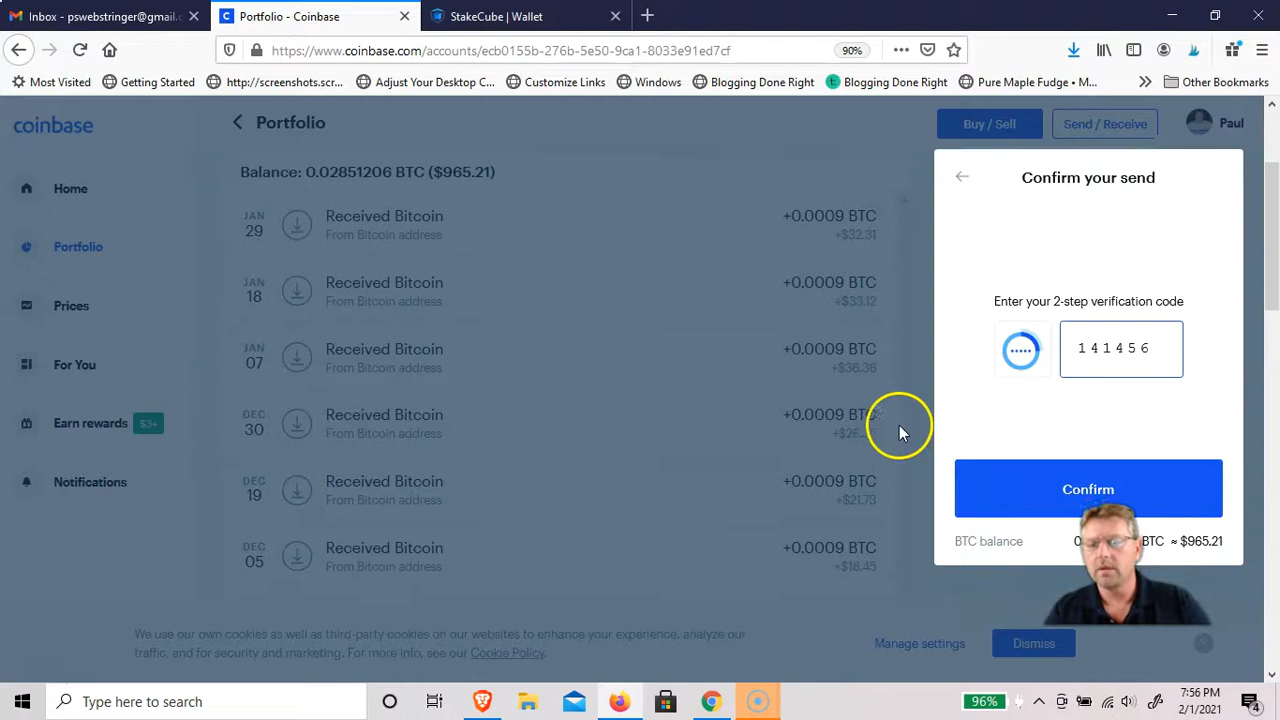 Inbox - pswebstringer@gmail.c
Portfolio - Coinbase
StakeCube | Wallet
https://www.coinbase.com/accounts/ecb0155b-276b-5e50-9ca1-8033e91ed7cf
90%
Most Visited
Getting Started
http://screenshots.scr...
Adjust Your Desktop C...
Customize Links
Windows
Blogging Done Right
Blogging Done Right
Pure Maple Fudge • M...
Other Bookmarks
coinbase
Portfolio
Buy / Sell
Send / Receive
Paul
Home
Portfolio
Prices
For You
Earn rewards
$3+
Notifications
Balance: 0.02851206 BTC ($965.21)
JAN 29
Received Bitcoin
+0.0009 BTC
From Bitcoin address
+$32.31
JAN 18
Received Bitcoin
+0.0009 BTC
From Bitcoin address
+$33.12
JAN 07
Received Bitcoin
+0.0009 BTC
From Bitcoin address
+$36.36
DEC 30
Received Bitcoin
+0.0009 BTC
From Bitcoin address
DEC 19
Received Bitcoin
+0.0009 BTC
From Bitcoin address
+$21.73
DEC 05
Received Bitcoin
+0.0009 BTC
From Bitcoin address
+$18.45
Confirm your send
Enter your 2-step verification code
141456
Confirm
BTC balance
BTC ≈ $965.21
We use our own cookies as well as third-party cookies on our websites to enhance your experience, analyze our
traffic, and for security and marketing. For more info, see our Cookie Policy.
Manage settings
Dismiss
Type here to search
96%
7:56 PM
2/1/2021
4